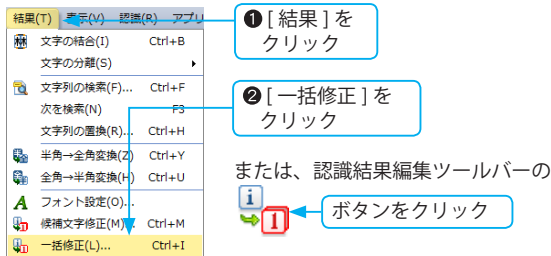 結果(T) 表示(V) 認識(R) アプリ
文字の結合(I) Ctrl+B
文字の分離(S)
文字列の検索(F)... Ctrl+F
次を検索(N) F3
文字列の置換(R)... Ctrl+H
半角→全角変換(Z) Ctrl+Y
全角→半角変換(H) Ctrl+U
フォント設定(O)...
候補文字修正(M)... Ctrl+M
一括修正(L)... Ctrl+I
❶ [ 結果 ] を
クリック
❷ [ 一括修正 ] を
クリック
または、認識結果編集ツールバーの
ボタンをクリック